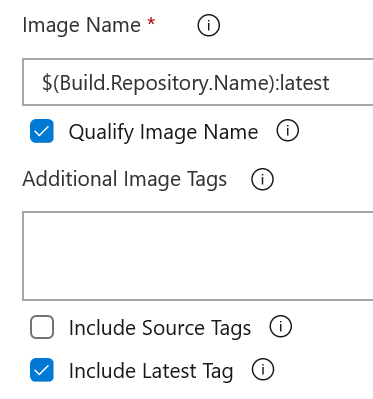 Image Name *
$(Build.Repository.Name):latest
Qualify Image Name
Additional Image Tags
Include Source Tags
Include Latest Tag